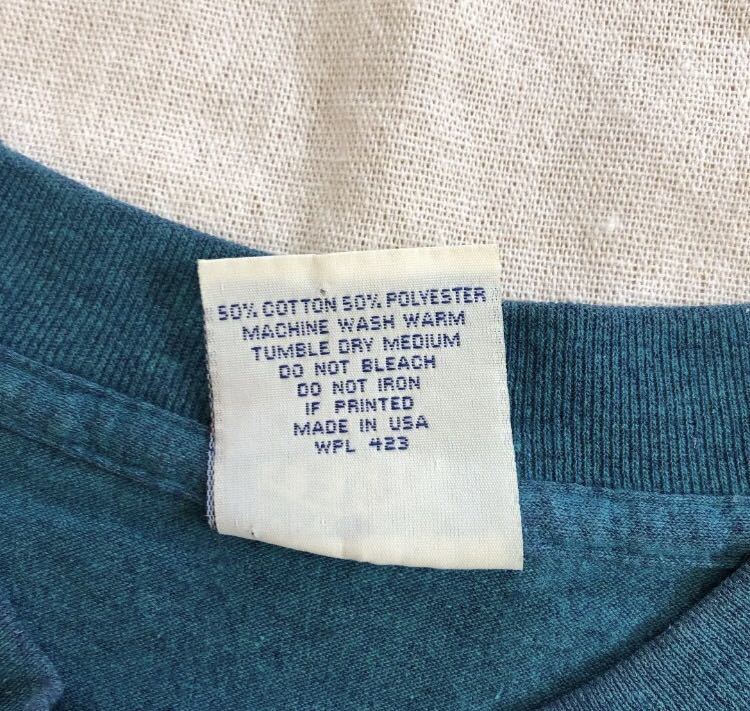 50% COTTON 50% POLYESTER
MACHINE WASH WARM
TUMBLE DRY MEDIUM
DO NOT BLEACH
DO NOT IRON
IF PRINTED
MADE IN USA
WPL 423